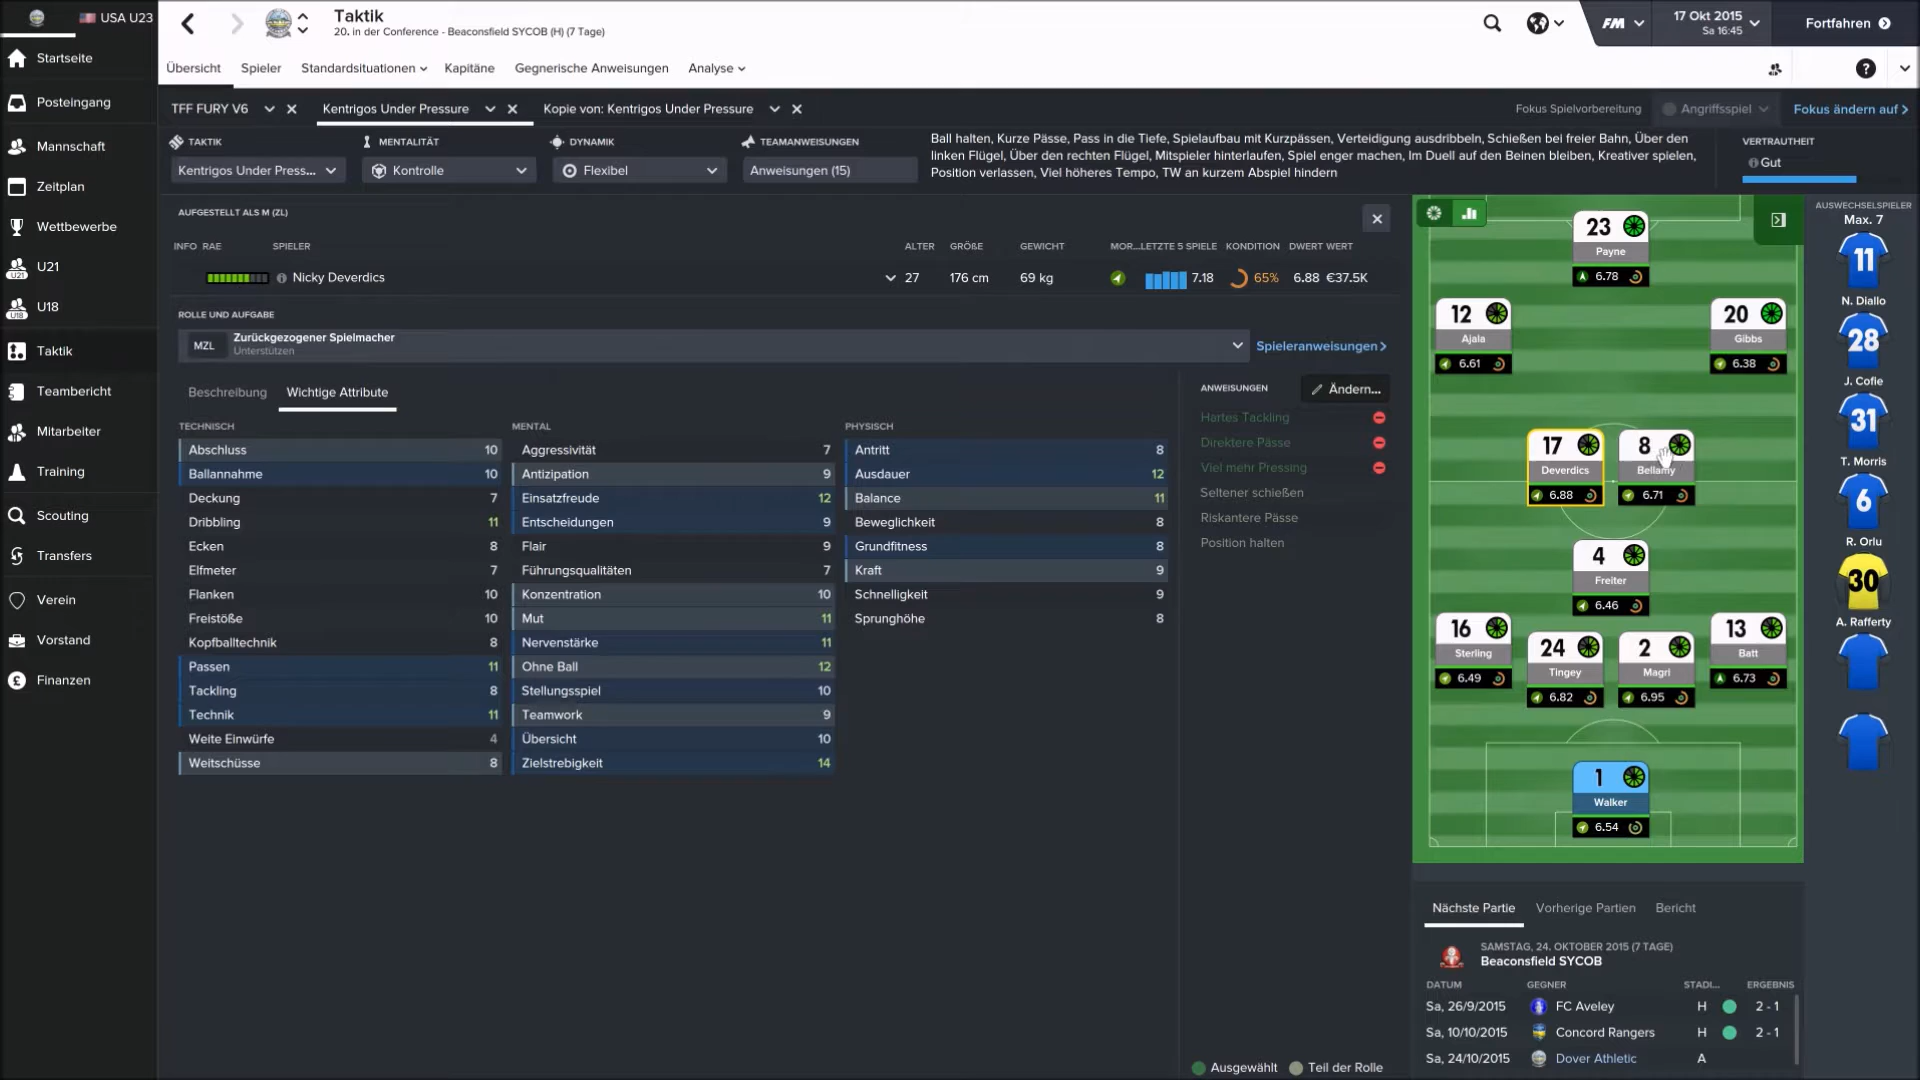 USA U23
Taktik
20. in der Conference - Beaconsfield SYCOB (H) (7 Tage)
FM
17 Okt 2015
Sa 16:45
Fortfahren
Startseite
Posteingang
Mannschaft
Zeitplan
Wettbewerbe
U21
U21
U18
U18
Taktik
Teambericht
Mitarbeiter
Training
Scouting
Transfers
Verein
Vorstand
Finanzen
Übersicht
Spieler
Standardsituationen
Kapitäne
Gegnerische Anweisungen
Analyse
TFF FURY V6
Kentrigos Under Pressure
Kopie von: Kentrigos Under Pressure
Fokus Spielvorbereitung
Angriffsspiel
Fokus ändern auf >
TAKTIK
MENTALITÄT
DYNAMIK
TEAMANWEISUNGEN
Kentrigos Under Press...
Kontrolle
Flexibel
Anweisungen (15)
Ball halten, Kurze Pässe, Pass in die Tiefe, Spielaufbau mit Kurzpässen, Verteidigung ausdribbeln, Schießen bei freier Bahn, Über den
linken Flügel, Über den rechten Flügel, Mitspieler hinterlaufen, Spiel enger machen, Im Duell auf den Beinen bleiben, Kreativer spielen,
Position verlassen, Viel höheres Tempo, TW an kurzem Abspiel hindern
VERTRAUTHEIT
Gut
AUFGESTELLT ALS M (ZL)
INFO RAE SPIELER ALTER GRÖßE GEWICHT MOR...LETZTE 5 SPIELE KONDITION DWERT WERT
Nicky Deverdics 27 176 cm 69 kg 7.18 65% 6.88 €37.5K
ROLLE UND AUFGABE
MZL
Zurückgezogener Spielmacher
Unterstützen
Spieleranweisungen >
Beschreibung
Wichtige Attribute
TECHNISCH
Abschluss 10
Ballannahme 10
Deckung 7
Dribbling 11
Ecken 8
Elfmeter 7
Flanken 10
Freistöße 10
Kopfballtechnik 8
Passen 11
Tackling 8
Technik 11
Weite Einwürfe 4
Weitschüsse 8
MENTAL
Aggressivität 7
Antizipation 9
Einsatzfreude 12
Entscheidungen 9
Flair 9
Führungsqualitäten 7
Konzentration 10
Mut 11
Nervenstärke 11
Ohne Ball 12
Stellungsspiel 10
Teamwork 9
Übersicht 10
Zielstrebigkeit 14
PHYSISCH
Antritt 8
Ausdauer 12
Balance 11
Beweglichkeit 8
Grundfitness 8
Kraft 9
Schnelligkeit 9
Sprunghöhe 8
ANWEISUNGEN
Ändern...
Hartes Tackling
Direktere Pässe
Viel mehr Pressing
Seltener schießen
Riskantere Pässe
Position halten
Ausgewählt
Teil der Rolle
23
Payne
6.78
12
Ajala
6.61
20
Gibbs
6.38
17
Deverdics
6.88
8
Bellamy
6.71
4
Freiter
6.46
16
Sterling
6.49
24
Tingey
6.82
2
Magri
6.95
13
Batt
6.73
1
Walker
6.54
AUSWECHSELSPIELER
Max. 7
11
N. Diallo
28
J. Cofie
31
T. Morris
6
R. Orlu
30
A. Rafferty
Nächste Partie
Vorherige Partien
Bericht
SAMSTAG, 24. OKTOBER 2015 (7 TAGE)
Beaconsfield SYCOB
DATUM GEGNER STADI... ERGEBNIS
Sa, 26/9/2015 FC Aveley H 2 - 1
Sa, 10/10/2015 Concord Rangers H 2 - 1
Sa, 24/10/2015 Dover Athletic A